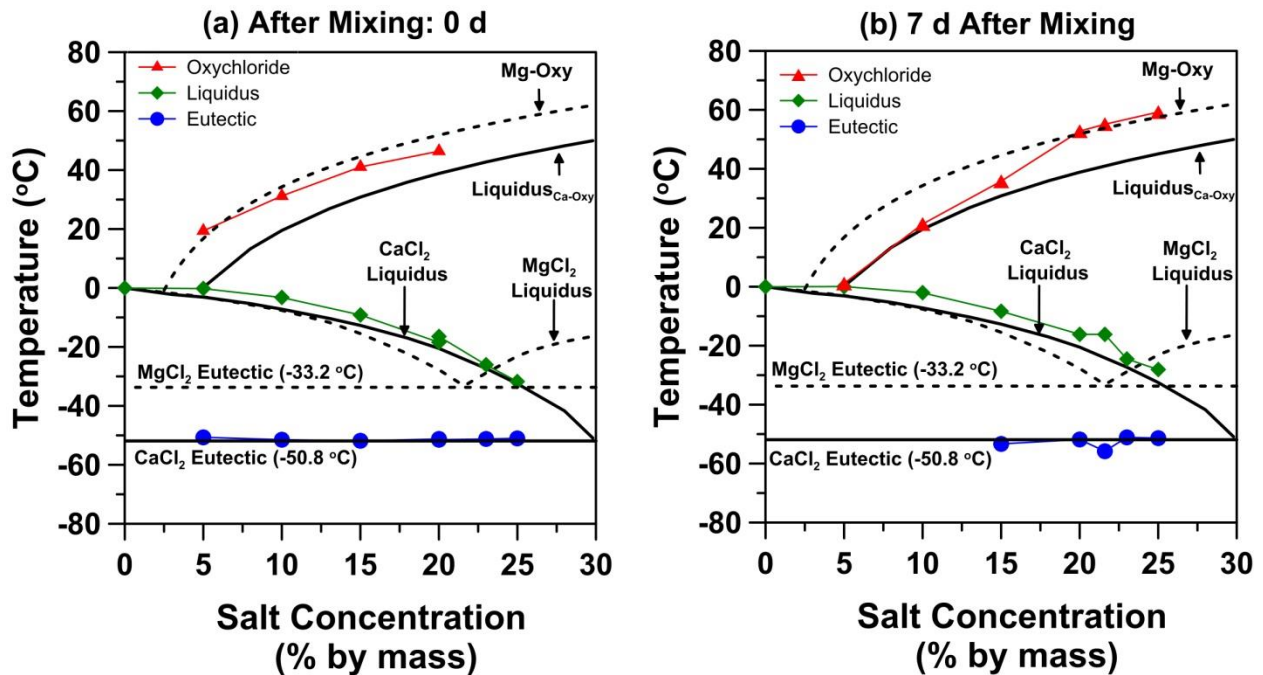 (a) After Mixing: 0 d
80
60
40
20
0
-20
-40
-60
-80
Temperature (°C)
Oxychloride
Liquidus
Eutectic
Mg-Oxy
Liquidus Ca-Oxy
CaCl2
Liquidus
MgCl2
Liquidus
MgCl2 Eutectic (-33.2 °C)
CaCl2 Eutectic (-50.8 °C)
0 5 10 15 20 25 30
Salt Concentration
(% by mass)
(b) 7 d After Mixing
80
60
40
20
0
-20
-40
-60
-80
Temperature (°C)
Oxychloride
Liquidus
Eutectic
Mg-Oxy
Liquidus Ca-Oxy
CaCl2
Liquidus
MgCl2
Liquidus
MgCl2 Eutectic (-33.2 °C)
CaCl2 Eutectic (-50.8 °C)
0 5 10 15 20 25 30
Salt Concentration
(% by mass)